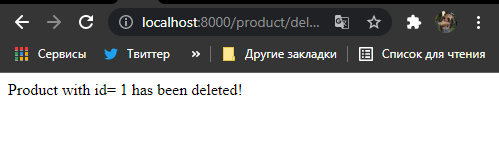 localhost:8000/product/del...
Сервисы Твиттер » Другие закладки Список для чтения
Product with id= 1 has been deleted!